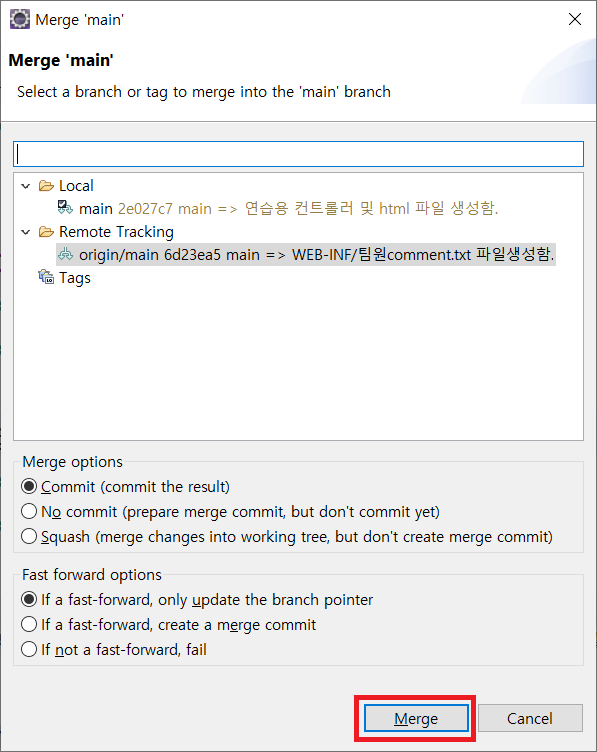 Merge 'main'
Merge 'main'
Select a branch or tag to merge into the 'main' branch
Local
main 2e027c7 main => 연습용 컨트롤러 및 html 파일 생성함.
Remote Tracking
origin/main 6d23ea5 main => WEB-INF/팀원comment.txt 파일생성함.
Tags
Merge options
Commit (commit the result)
No commit (prepare merge commit, but don't commit yet)
Squash (merge changes into working tree, but don't create merge commit)
Fast forward options
If a fast-forward, only update the branch pointer
If a fast-forward, create a merge commit
If not a fast-forward, fail
Merge
Cancel